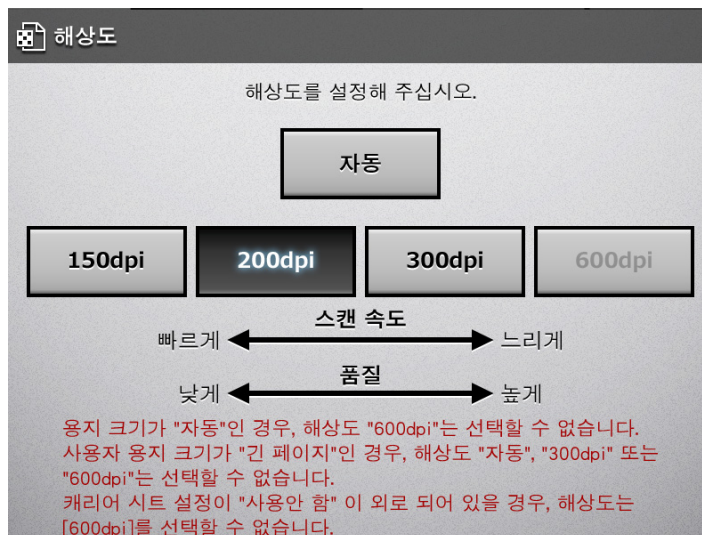 해상도
해상도를 설정해 주십시오.
자동
150dpi 200dpi 300dpi 600dpi
스캔 속도
빠르게 느리게
품질
낮게 높게
용지 크기가 "자동"인 경우, 해상도 "600dpi"는 선택할 수 없습니다.
사용자 용지 크기가 "긴 페이지"인 경우, 해상도 "자동", "300dpi" 또는
"600dpi"는 선택할 수 없습니다.
캐리어 시트 설정이 "사용안 함" 이 외로 되어 있을 경우, 해상도는
[600dpi]를 선택할 수 없습니다.